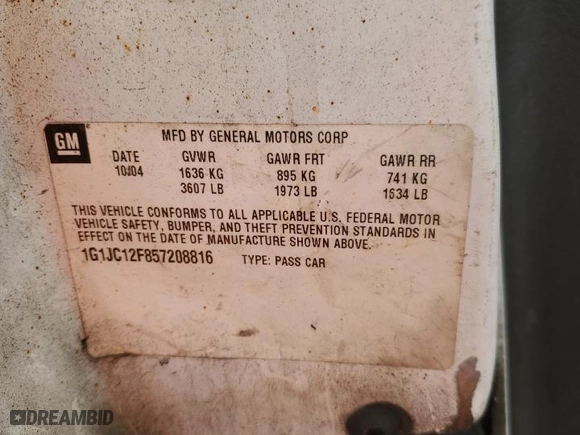 GM
MFD BY GENERAL MOTORS CORP
DATE GVWR GAWR FRT GAWR RR
10/04 1636 KG 895 KG 741 KG
3607 LB 1973 LB 1634 LB
THIS VEHICLE CONFORMS TO ALL APPLICABLE U.S. FEDERAL MOTOR
VEHICLE SAFETY, BUMPER, AND THEFT PREVENTION STANDARDS IN
EFFECT ON THE DATE OF MANUFACTURE SHOWN ABOVE.
1G1JC12F857208816 TYPE: PASS CAR
DREAMBID